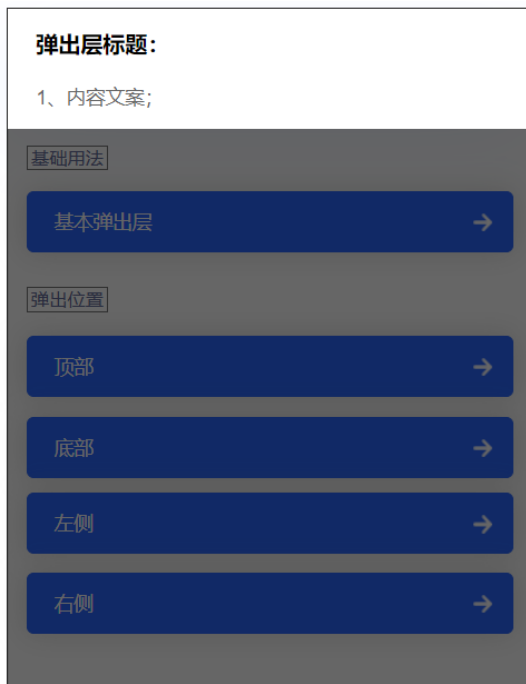 弹出层标题：
1、内容文案；
基础用法
基本弹出层
弹出位置
顶部
底部
左侧
右侧